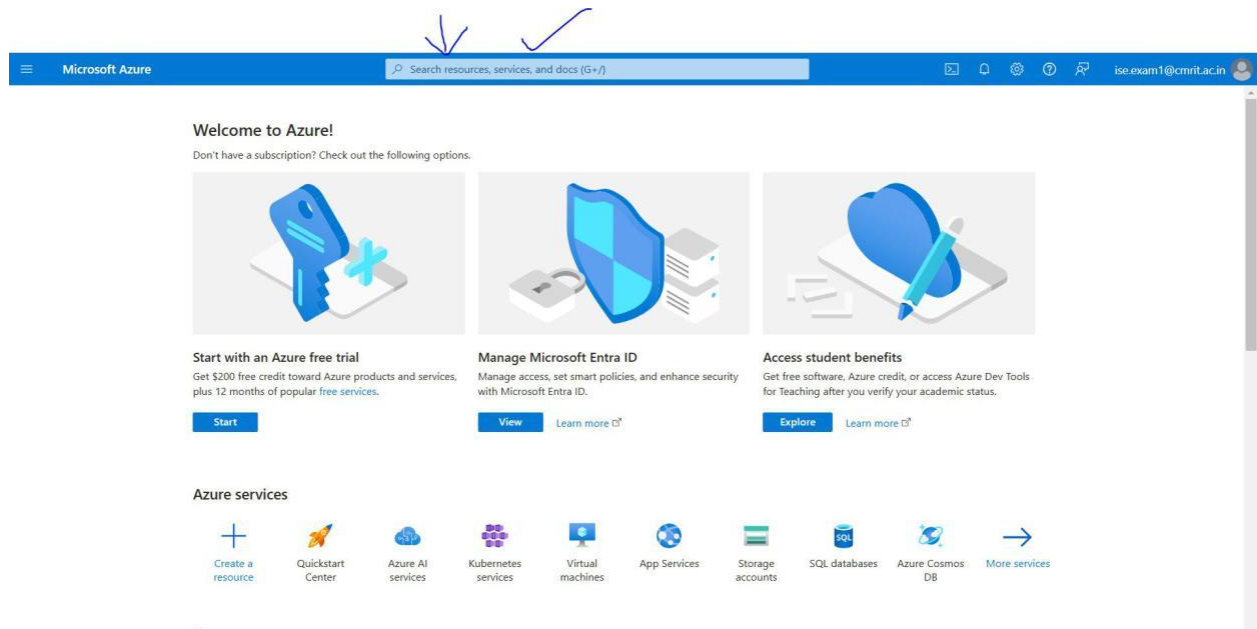 Microsoft Azure
Search resources, services, and docs (G+/)
ise.exam1@cmrit.ac.in
Welcome to Azure!
Don't have a subscription? Check out the following options.
Start with an Azure free trial
Get $200 free credit toward Azure products and services,
plus 12 months of popular free services.
Start
Manage Microsoft Entra ID
Manage access, set smart policies, and enhance security
with Microsoft Entra ID.
View
Learn more
Access student benefits
Get free software, Azure credit, or access Azure Dev Tools
for Teaching after you verify your academic status.
Explore
Learn more
Azure services
Create a
resource
Quickstart
Center
Azure AI
services
Kubernetes
services
Virtual
machines
App Services
Storage
accounts
SQL
SQL databases
Azure Cosmos
DB
More services